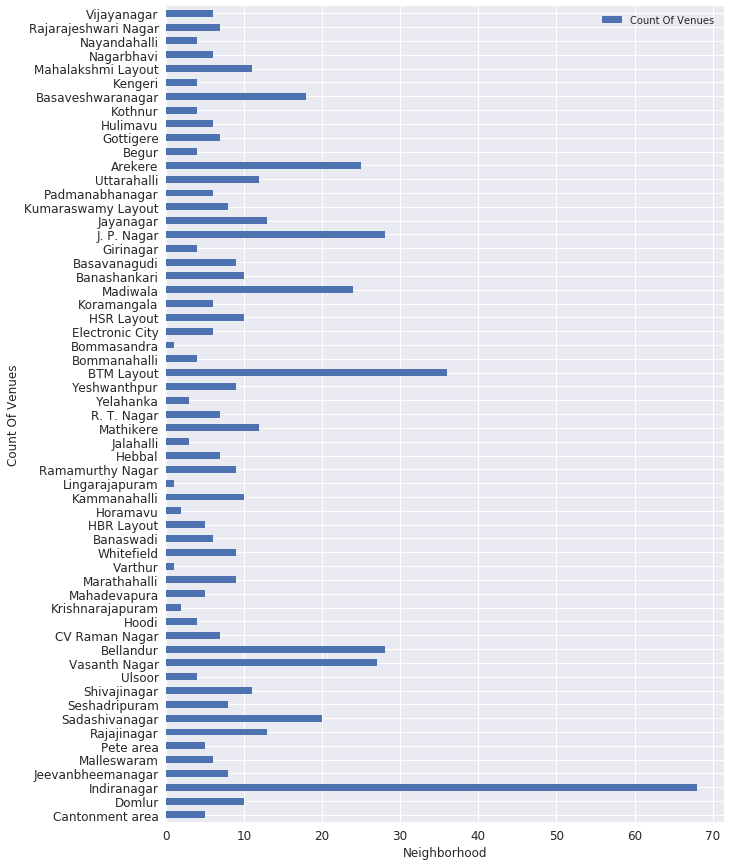 Count Of Venues
Vijayanagar
Rajarajeshwari Nagar
Nayandahalli
Nagarbhavi
Mahalakshmi Layout
Kengeri
Basaveshwaranagar
Kothnur
Hulimavu
Gottigere
Begur
Arekere
Uttarahalli
Padmanabhanagar
Kumaraswamy Layout
Jayanagar
J. P. Nagar
Girinagar
Basavanagudi
Banashankari
Madiwala
Koramangala
HSR Layout
Electronic City
Bommasandra
Bommanahalli
BTM Layout
Yeshwanthpur
Yelahanka
R. T. Nagar
Mathikere
Jalahalli
Hebbal
Ramamurthy Nagar
Lingarajapuram
Kammanahalli
Horamavu
HBR Layout
Banaswadi
Whitefield
Varthur
Marathahalli
Mahadevapura
Krishnarajapuram
Hoodi
CV Raman Nagar
Bellandur
Vasanth Nagar
Ulsoor
Shivajinagar
Seshadripuram
Sadashivanagar
Rajajinagar
Pete area
Malleswaram
Jeevanbheemanagar
Indiranagar
Domlur
Cantonment area
Count Of Venues
0 10 20 30 40 50 60 70
Neighborhood